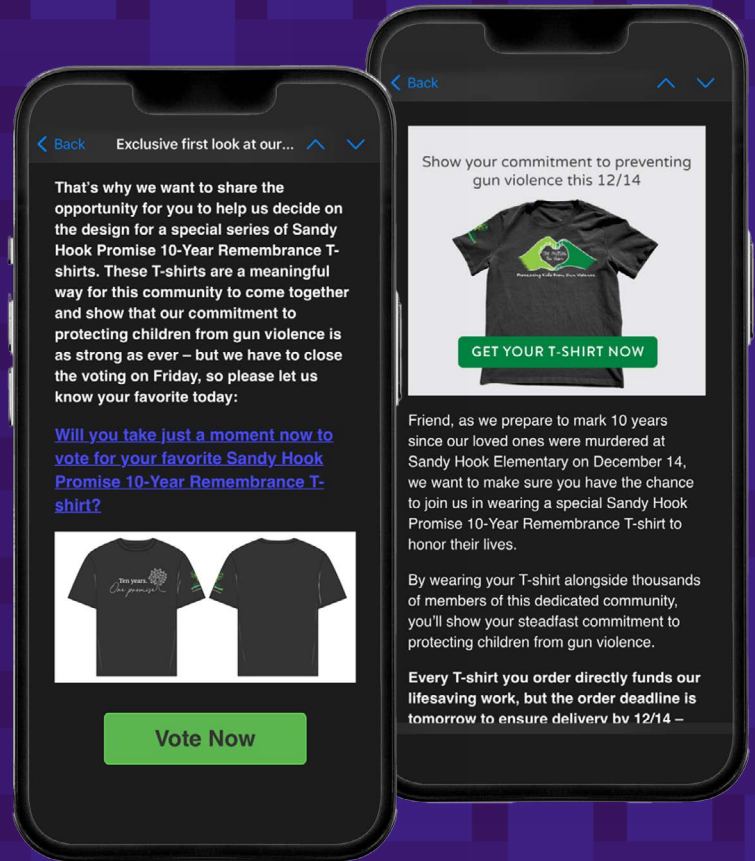 Back
Exclusive first look at our...
That’s why we want to share the
opportunity for you to help us decide on
the design for a special series of Sandy
Hook Promise 10-Year Remembrance T-
shirts. These T-shirts are a meaningful
way for this community to come together
and show that our commitment to
protecting children from gun violence is
as strong as ever – but we have to close
the voting on Friday, so please let us
know your favorite today:
Will you take just a moment now to
vote for your favorite Sandy Hook
Promise 10-Year Remembrance T-
shirt?
Ten years.
One promise
Vote Now
Back
Show your commitment to preventing
gun violence this 12/14
Protecting Kids From Gun Violence
GET YOUR T-SHIRT NOW
Friend, as we prepare to mark 10 years
since our loved ones were murdered at
Sandy Hook Elementary on December 14,
we want to make sure you have the chance
to join us in wearing a special Sandy Hook
Promise 10-Year Remembrance T-shirt to
honor their lives.
By wearing your T-shirt alongside thousands
of members of this dedicated community,
you’ll show your steadfast commitment to
protecting children from gun violence.
Every T-shirt you order directly funds our
lifesaving work, but the order deadline is
tomorrow to ensure delivery by 12/14 –